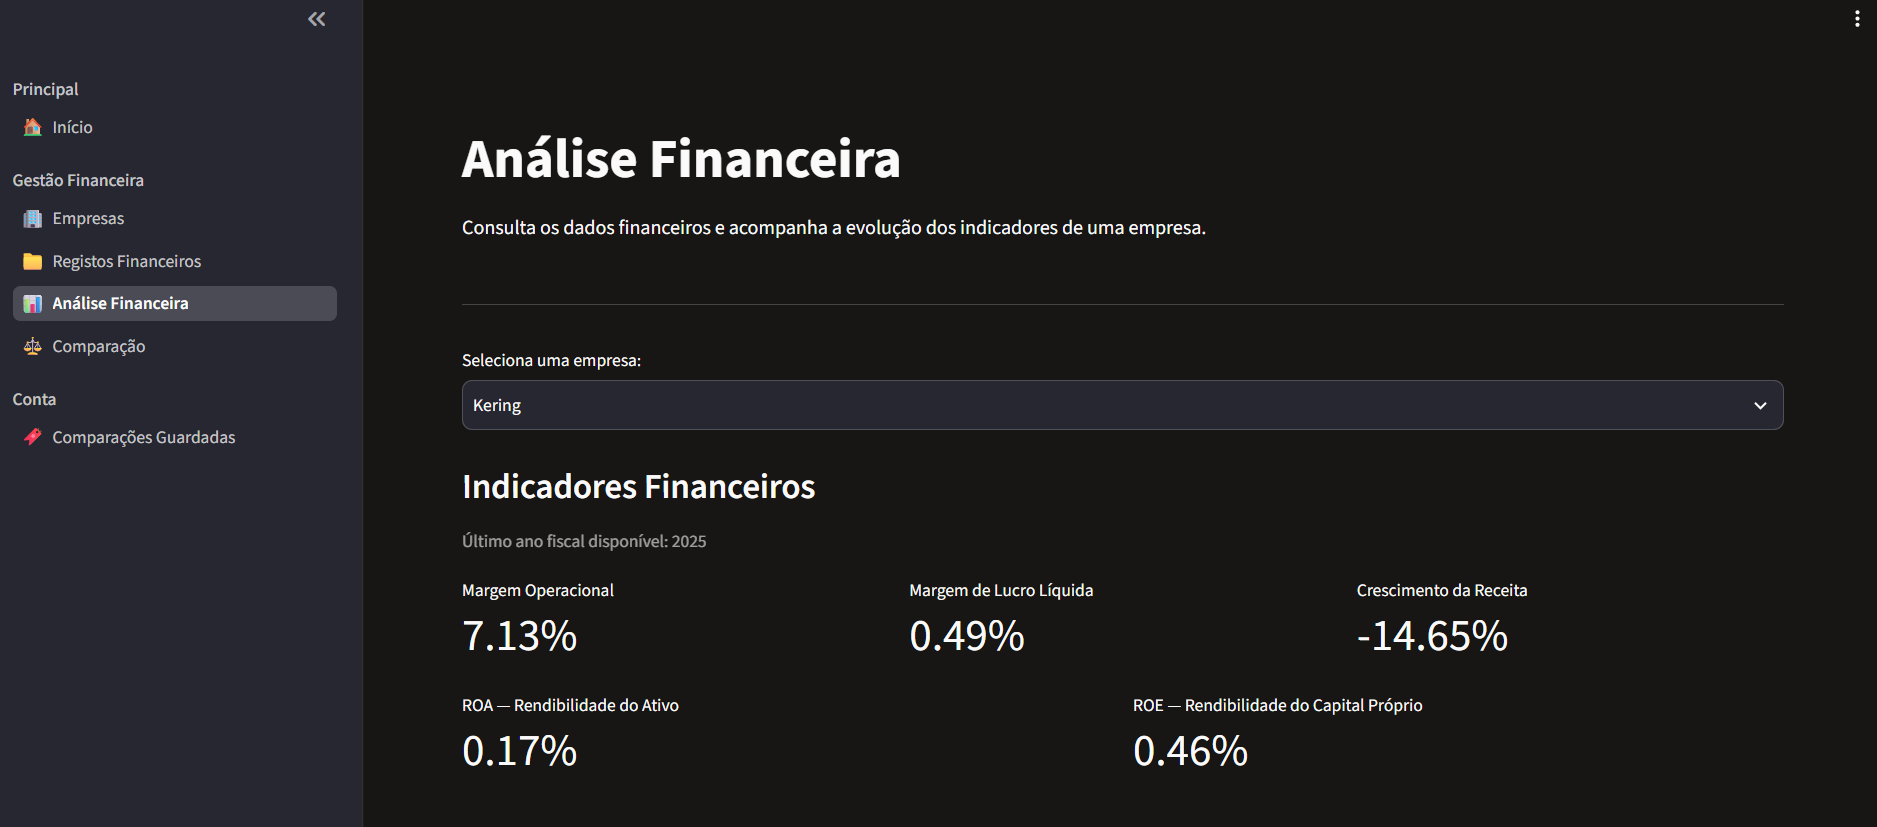 Principal
Início
Gestão Financeira
Empresas
Registos Financeiros
Análise Financeira
Comparação
Conta
Comparações Guardadas
Análise Financeira
Consulta os dados financeiros e acompanha a evolução dos indicadores de uma empresa.
Seleciona uma empresa:
Kering
Indicadores Financeiros
Último ano fiscal disponível: 2025
Margem Operacional
7.13%
Margem de Lucro Líquida
0.49%
Crescimento da Receita
-14.65%
ROA — Rendibilidade do Ativo
0.17%
ROE — Rendibilidade do Capital Próprio
0.46%